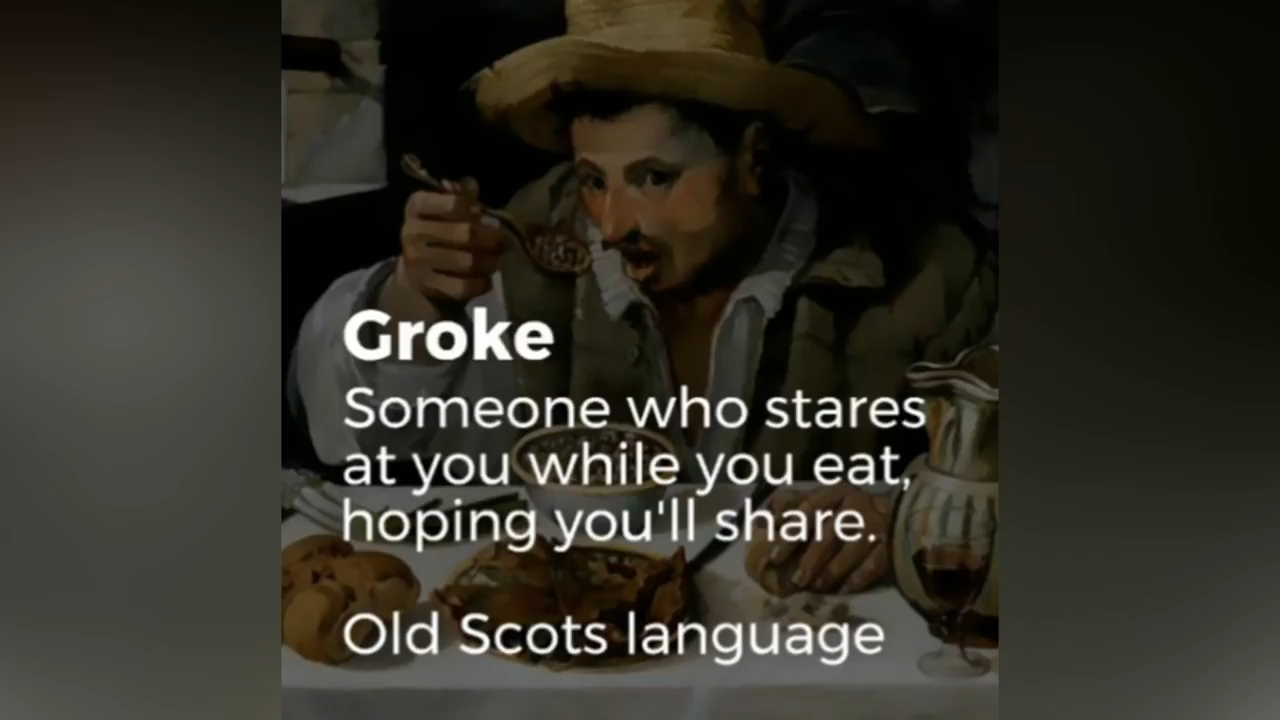 Groke
Someone who stares
at you while you eat,
hoping you'll share.
Old Scots language